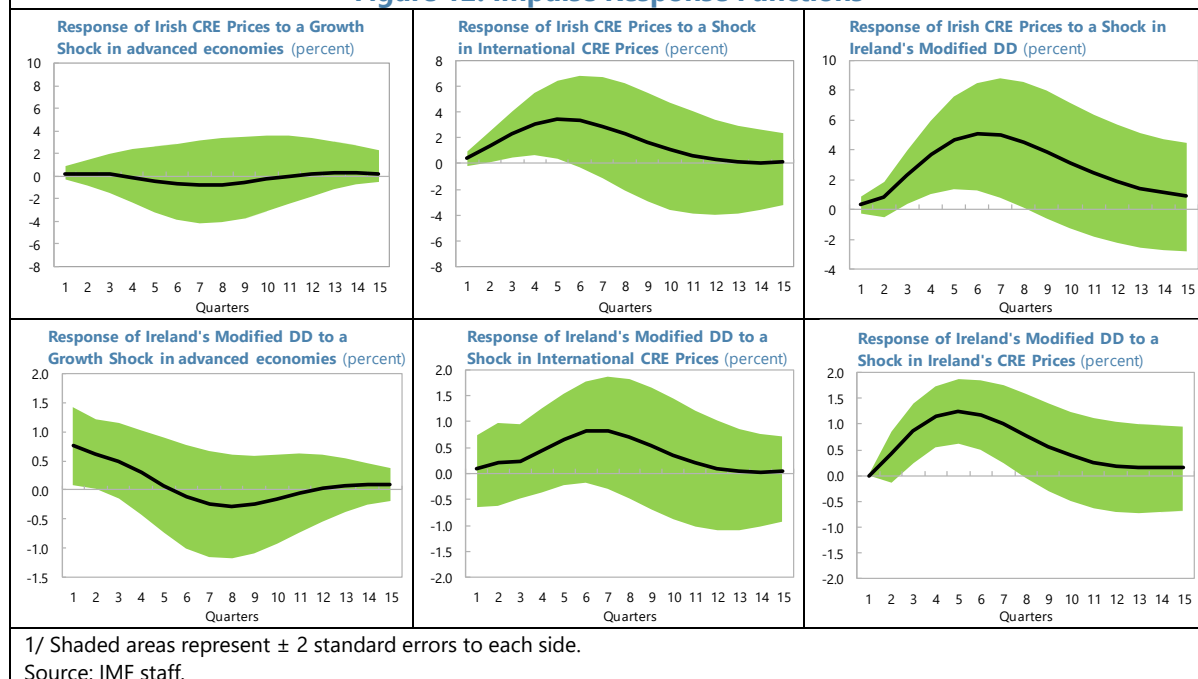 Figure 12. Impulse Response Functions
Response of Irish CRE Prices to a Growth
Shock in advanced economies (percent)
10
8
6
4
2
0
-2
-4
-6
-8
1 2 3 4 5 6 7 8 9 10 11 12 13 14 15
Quarters
Response of Irish CRE Prices to a Shock
in International CRE Prices (percent)
8
6
4
2
0
-2
-4
-6
-8
1 2 3 4 5 6 7 8 9 10 11 12 13 14 15
Quarters
Response of Irish CRE Prices to a Shock in
Ireland's Modified DD (percent)
10
8
6
4
2
0
-2
-4
1 2 3 4 5 6 7 8 9 10 11 12 13 14 15
Quarters
Response of Ireland's Modified DD to a
Growth Shock in advanced economies (percent)
2.0
1.5
1.0
0.5
0.0
-0.5
-1.0
-1.5
1 2 3 4 5 6 7 8 9 10 11 12 13 14 15
Quarters
Response of Ireland's Modified DD to a
Shock in International CRE Prices (percent)
2.0
1.5
1.0
0.5
0.0
-0.5
-1.0
-1.5
-2.0
1 2 3 4 5 6 7 8 9 10 11 12 13 14 15
Quarters
Response of Ireland's Modified DD to a
Shock in Ireland's CRE Prices (percent)
2.0
1.5
1.0
0.5
0.0
-0.5
-1.0
-1.5
-2.0
1 2 3 4 5 6 7 8 9 10 11 12 13 14 15
Quarters
1/ Shaded areas represent ± 2 standard errors to each side.
Source: IMF staff.